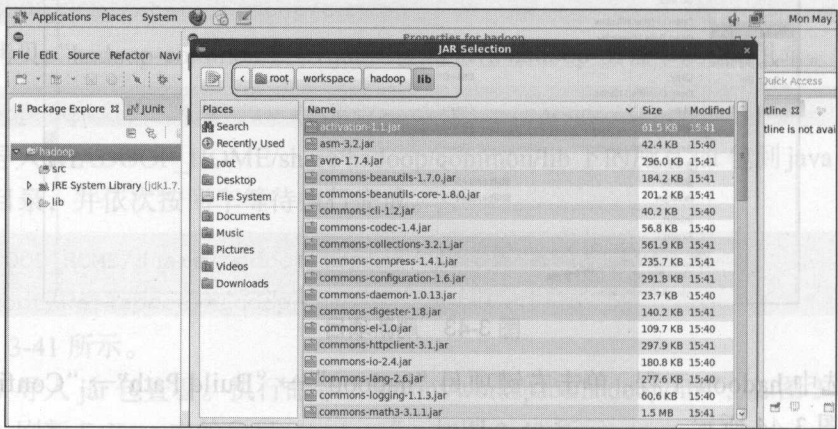 Applications Places System Mon May
Properties for hadoop
File Edit Source Refactor Navi
JAR Selection
root workspace hadoop lib
Quick Access
Package Explore JUnit
hadoop
src
JRE System Library [jdk1.7.
lib
Places
Search
Recently Used
root
Desktop
File System
Documents
Music
Pictures
Videos
Downloads
Name Size Modified
activation-1.1.jar 61.5 KB 15:41
asm-3.2.jar 42.4 KB 15:40
avro-1.7.4.jar 296.0 KB 15:41
commons-beanutils-1.7.0.jar 184.2 KB 15:41
commons-beanutils-core-1.8.0.jar 201.2 KB 15:41
commons-cli-1.2.jar 40.2 KB 15:40
commons-codec-1.4.jar 56.8 KB 15:40
commons-collections-3.2.1.jar 561.9 KB 15:41
commons-compress-1.4.1.jar 235.7 KB 15:41
commons-configuration-1.6.jar 291.8 KB 15:41
commons-daemon-1.0.13.jar 23.7 KB 15:40
commons-digester-1.8.jar 140.2 KB 15:41
commons-el-1.0.jar 109.7 KB 15:40
commons-httpclient-3.1.jar 297.9 KB 15:41
commons-io-2.4.jar 180.8 KB 15:40
commons-lang-2.6.jar 277.6 KB 15:40
commons-logging-1.1.3.jar 60.6 KB 15:40
commons-math3-3.1.1.jar 1.5 MB 15:41
utline
tline is not avai